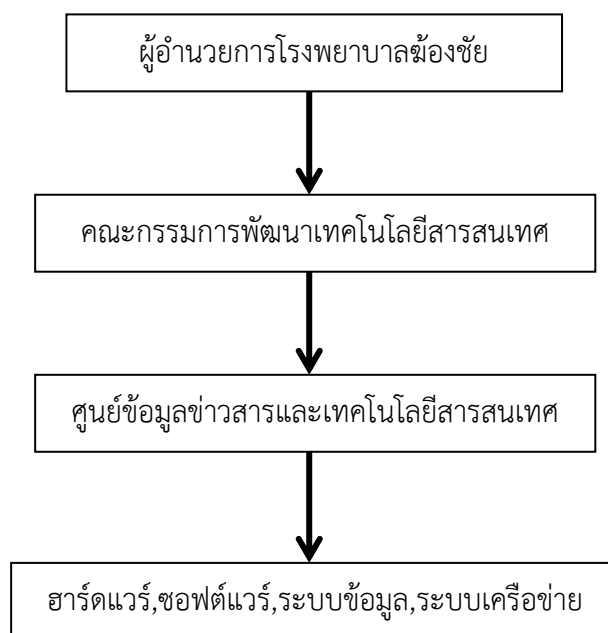 ผู้อำนวยการโรงพยาบาลฆ้องชัย
คณะกรรมการพัฒนาเทคโนโลยีสารสนเทศ
ศูนย์ข้อมูลข่าวสารและเทคโนโลยีสารสนเทศ
ฮาร์ดแวร์,ซอฟต์แวร์,ระบบข้อมูล,ระบบเครือข่าย